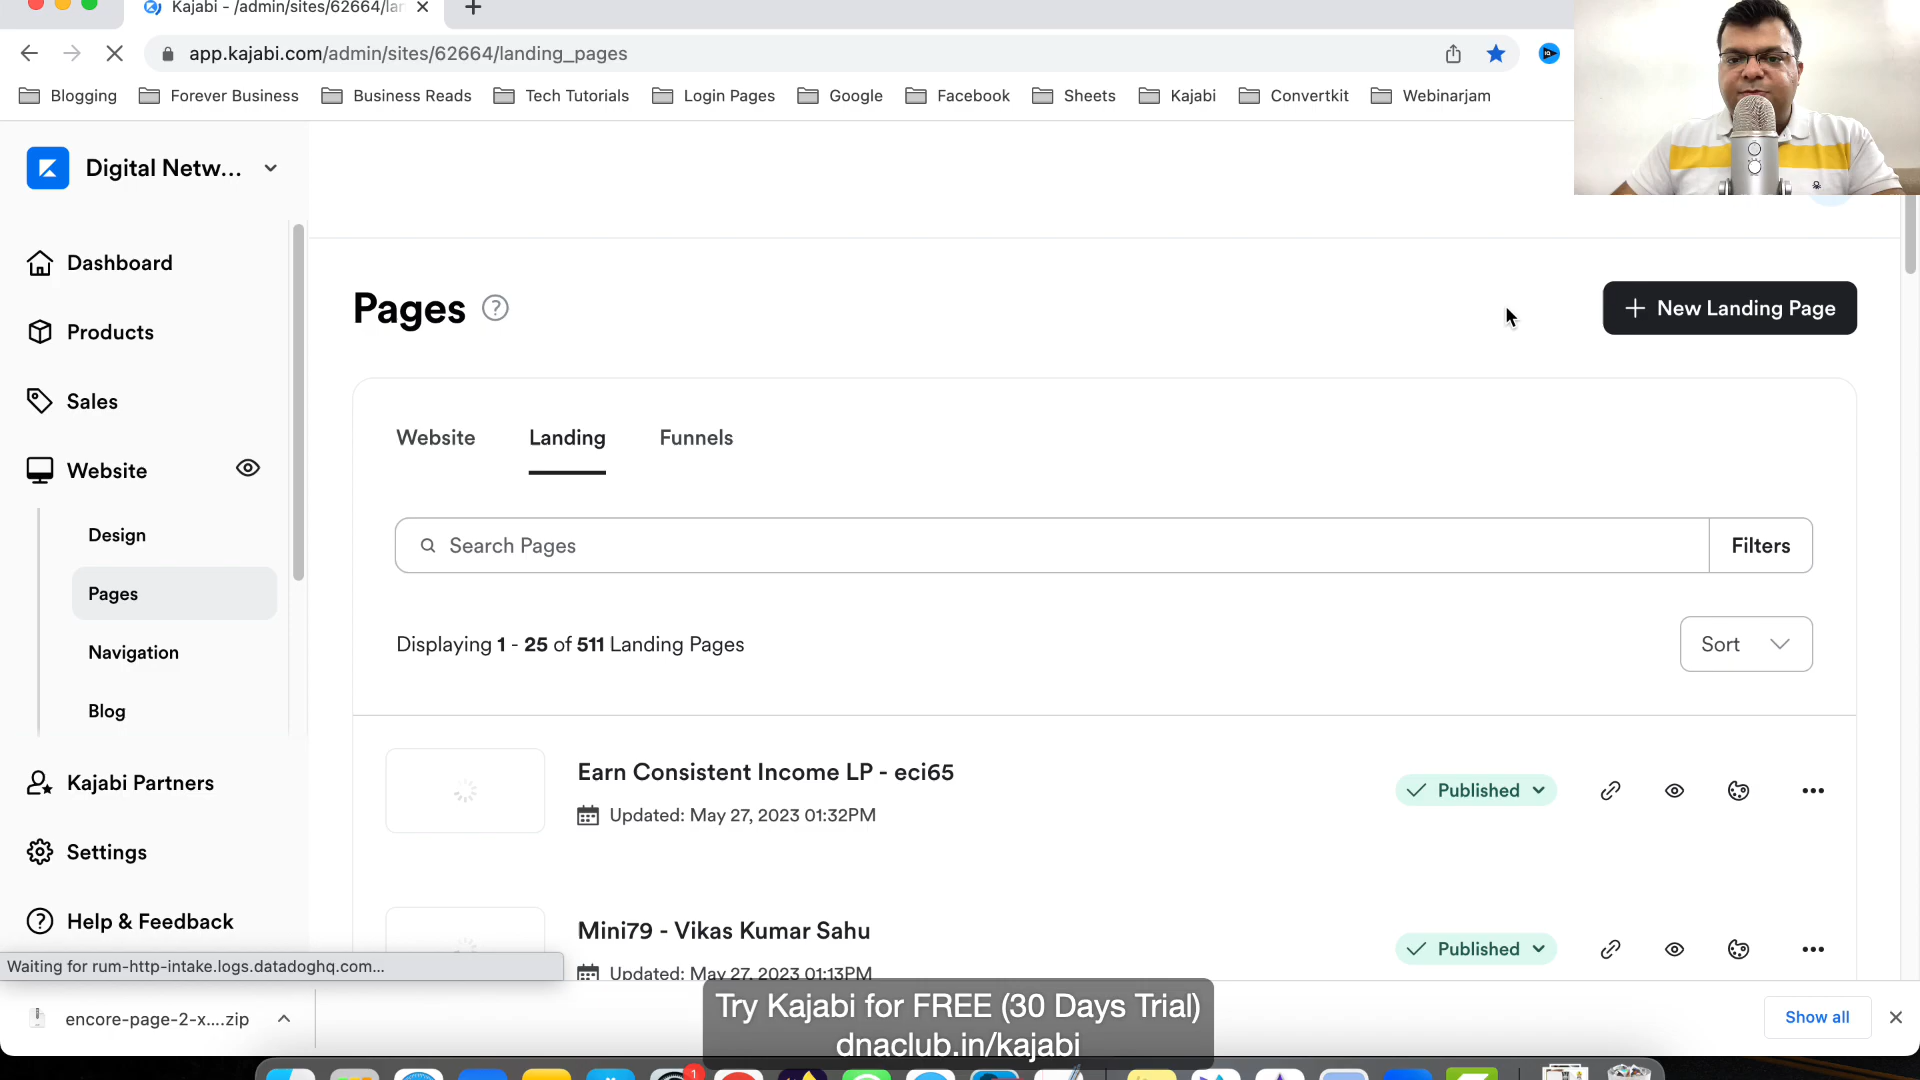 Kajabi - /admin/sites/62664/lar
app.kajabi.com/admin/sites/62664/landing_pages
Blogging
Forever Business
Business Reads
Tech Tutorials
Login Pages
Google
Facebook
Sheets
Kajabi
Convertkit
Webinarjam
Digital Netw...
Dashboard
Products
Sales
Website
Design
Pages
Navigation
Blog
Kajabi Partners
Settings
Help & Feedback
Pages
New Landing Page
Website
Landing
Funnels
Search Pages
Filters
Displaying 1 - 25 of 511 Landing Pages
Sort
Earn Consistent Income LP - eci65
Updated: May 27, 2023 01:32PM
Published
Mini79 - Vikas Kumar Sahu
Updated: May 27, 2023 01:13PM
Published
Waiting for rum-http-intake.logs.datadoghq.com...
encore-page-2-x....zip
Show all
Try Kajabi for FREE (30 Days Trial)
dnaclub.in/kajabi
1